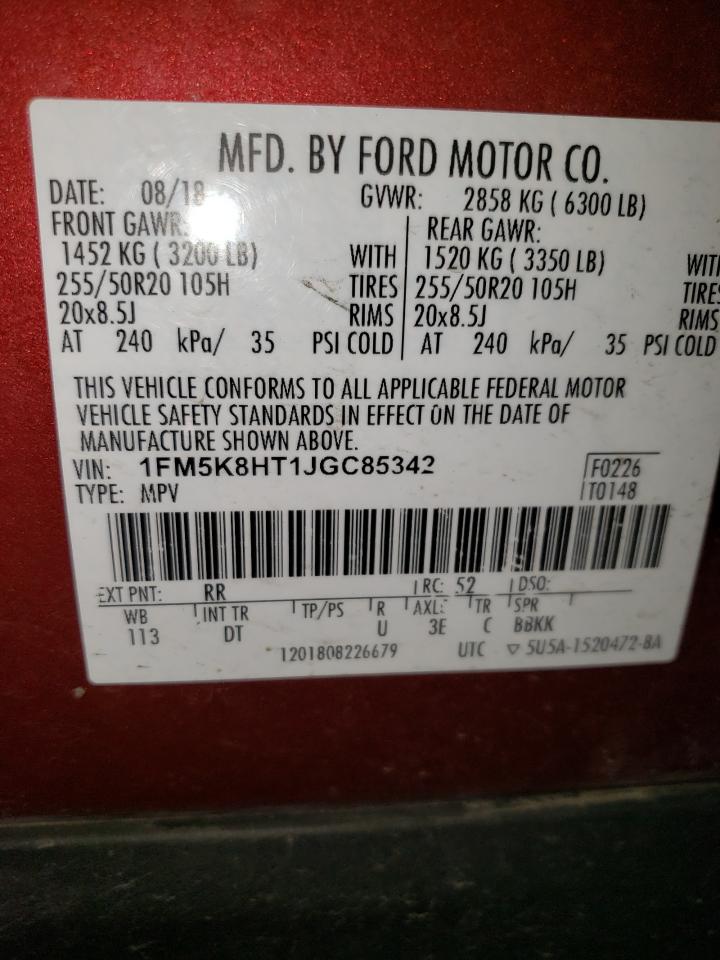 MFD. BY FORD MOTOR CO.
DATE: 08/18 GVWR: 2858 KG ( 6300 LB)
FRONT GAWR: REAR GAWR:
1452 KG ( 3200 LB) WITH 1520 KG ( 3350 LB) WITH
255/50R20 105H TIRES 255/50R20 105H TIRES
20x8.5J RIMS 20x8.5J RIMS
AT 240 kPa/ 35 PSI COLD AT 240 kPa/ 35 PSI COLD
THIS VEHICLE CONFORMS TO ALL APPLICABLE FEDERAL MOTOR
VEHICLE SAFETY STANDARDS IN EFFECT ON THE DATE OF
MANUFACTURE SHOWN ABOVE.
VIN: 1FM5K8HT1JGC85342 F0226
TYPE: MPV T0148
EXT PNT: RR RC: 52 DSO:
WB INT TR TP/PS R AXLE TR SPR
113 DT U 3E C BBKK
1201808226679 UTC ▽ 5U5A-1520472-BA